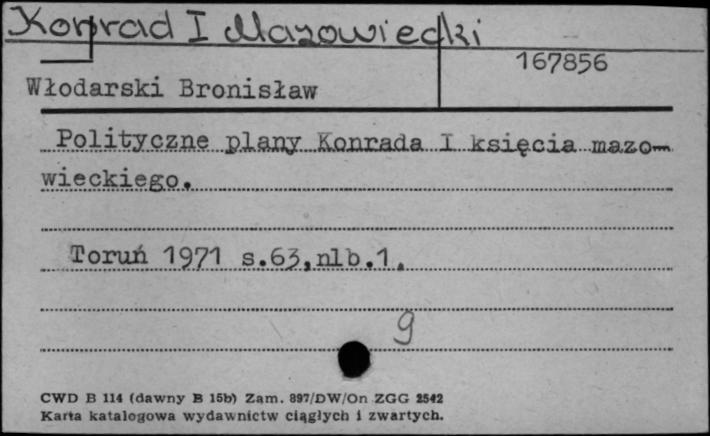 Konrad I Mazowiecki
167856
Włodarski Bronisław
Polityczne plany Konrada I księcia mazo-
wieckiego.
Toruń 1971 s.63,nlb.1.
9
CWD B 114 (dawny B 15b) Zam. 897/DW/On ZGG 2542
Karta katalogowa wydawnictw ciągłych i zwartych.